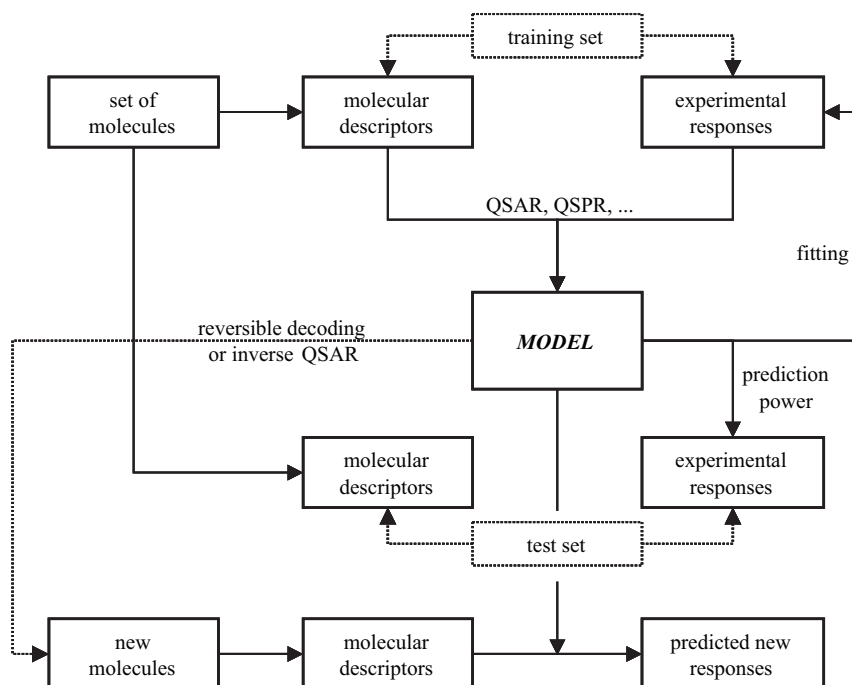 training set
set of
molecules
molecular
descriptors
experimental
responses
QSAR, QSPR, ...
fitting
reversible decoding
or inverse QSAR
MODEL
prediction
power
molecular
descriptors
experimental
responses
test set
new
molecules
molecular
descriptors
predicted new
responses